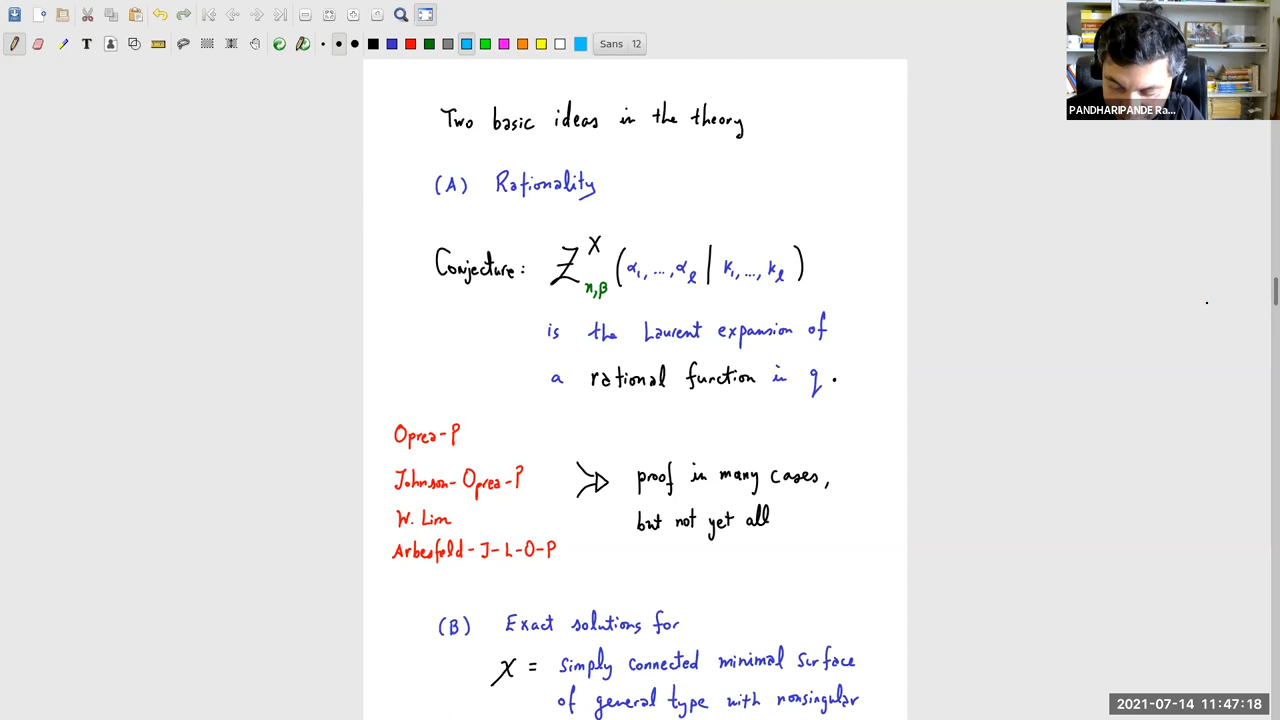 Sans 12
PANDHARIPANDE Ra...
Two basic ideas in the theory
(A) Rationality
Conjecture: Z^X_{n,β} (α₁, ..., α_ℓ | k₁, ..., k_ℓ)
is the Laurent expansion of
a rational function in q.
Oprea-P
Johnson-Oprea-P
W. Lim
Arbesfeld-J-L-O-P
proof in many cases,
but not yet all
(B) Exact solutions for
X = simply connected minimal surface
of general type with nonsingular
2021-07-14 11:47:18